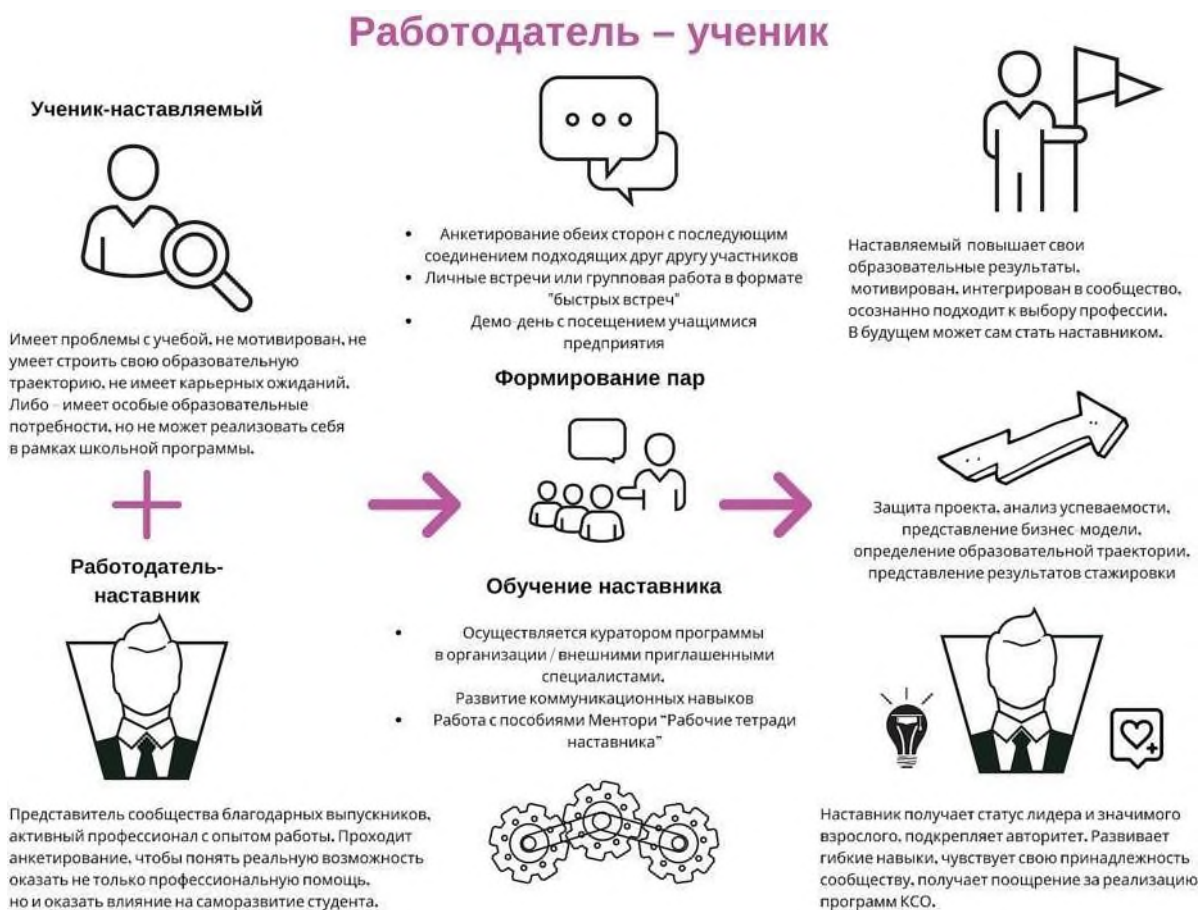 Работодатель – ученик
Ученик-наставляемый
Имеет проблемы с учебой, не мотивирован, не
умеет строить свою образовательную
траекторию, не имеет карьерных ожиданий.
Либо - имеет особые образовательные
потребности, но не может реализовать себя
в рамках школьной программы.
Работодатель-
наставник
Представитель сообщества благодарных выпускников,
активный профессионал с опытом работы. Проходит
анкетирование, чтобы понять реальную возможность
оказать не только профессиональную помощь,
но и оказать влияние на саморазвитие студента.
• Анкетирование обеих сторон с последующим
соединением подходящих друг другу участников
• Личные встречи или групповая работа в формате
"быстрых встреч"
• Демо-день с посещением учащимися
предприятия
Формирование пар
Обучение наставника
• Осуществляется куратором программы
в организации / внешними приглашенными
специалистами.
Развитие коммуникационных навыков
• Работа с пособиями Ментори "Рабочие тетради
наставника"
Наставляемый повышает свои
образовательные результаты,
мотивирован, интегрирован в сообщество,
осознанно подходит к выбору профессии.
В будущем может сам стать наставником.
Защита проекта, анализ успеваемости,
представление бизнес-модели,
определение образовательной траектории,
представление результатов стажировки
Наставник получает статус лидера и значимого
взрослого, подкрепляет авторитет. Развивает
гибкие навыки, чувствует свою принадлежность
сообществу, получает поощрение за реализацию
программ КСО.